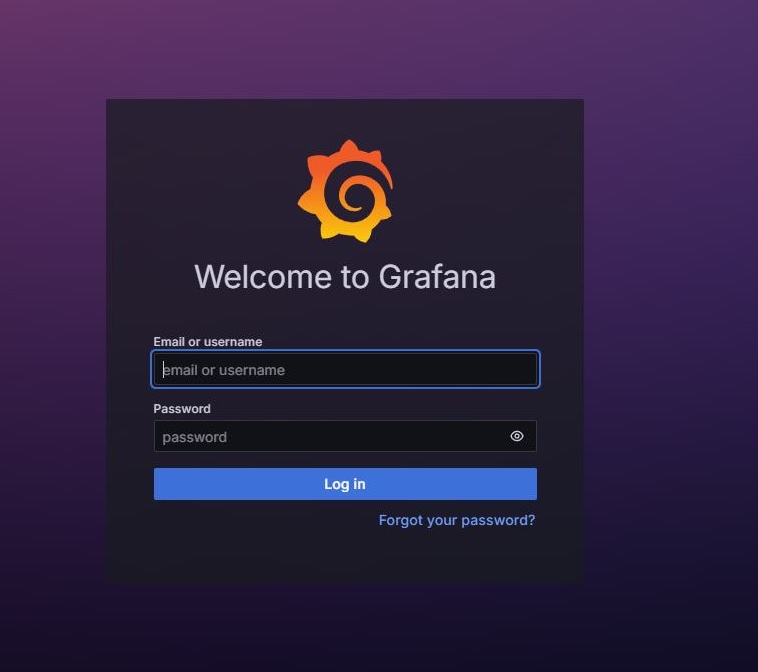 Welcome to Grafana
Email or username
email or username
Password
password
Log in
Forgot your password?